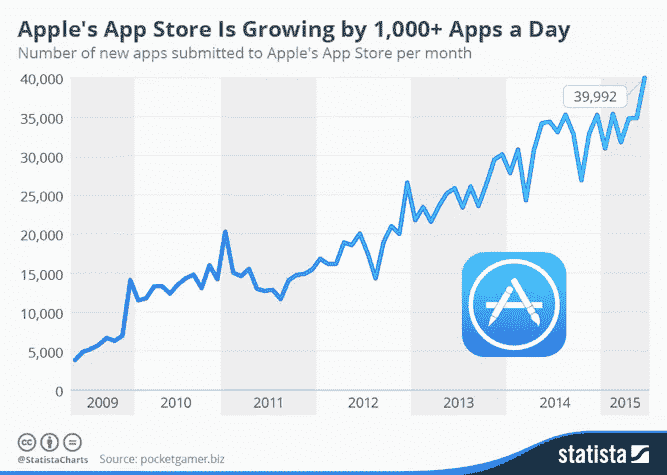 Apple's App Store Is Growing by 1,000+ Apps a Day
Number of new apps submitted to Apple's App Store per month
40,000
39,992
35,000
30,000
25,000
20,000
15,000
10,000
5,000
0
2009 2010 2011 2012 2013 2014 2015
@StatistaCharts Source: pocketgamer.biz
statista